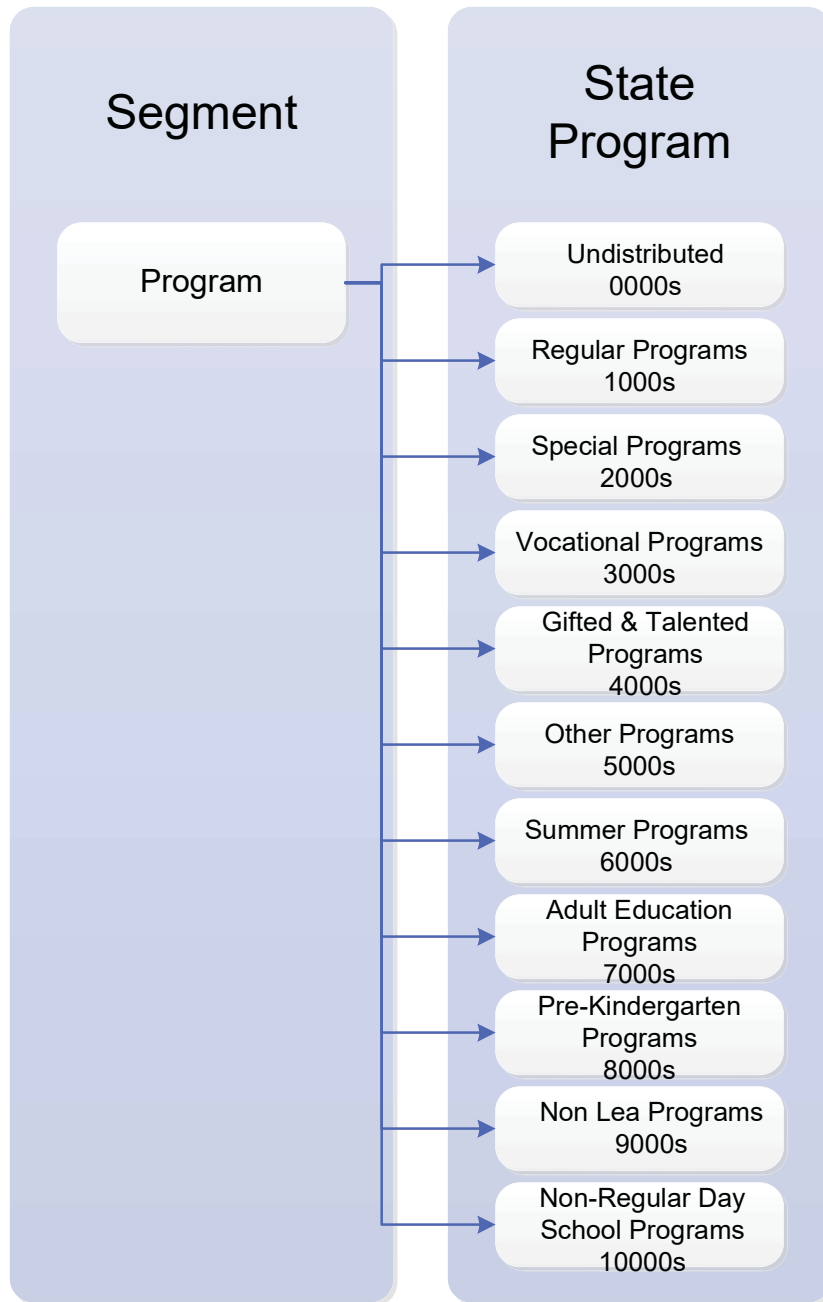 Segment
State
Program
Program
Undistributed
0000s
Regular Programs
1000s
Special Programs
2000s
Vocational Programs
3000s
Gifted & Talented
Programs
4000s
Other Programs
5000s
Summer Programs
6000s
Adult Education
Programs
7000s
Pre-Kindergarten
Programs
8000s
Non Lea Programs
9000s
Non-Regular Day
School Programs
10000s